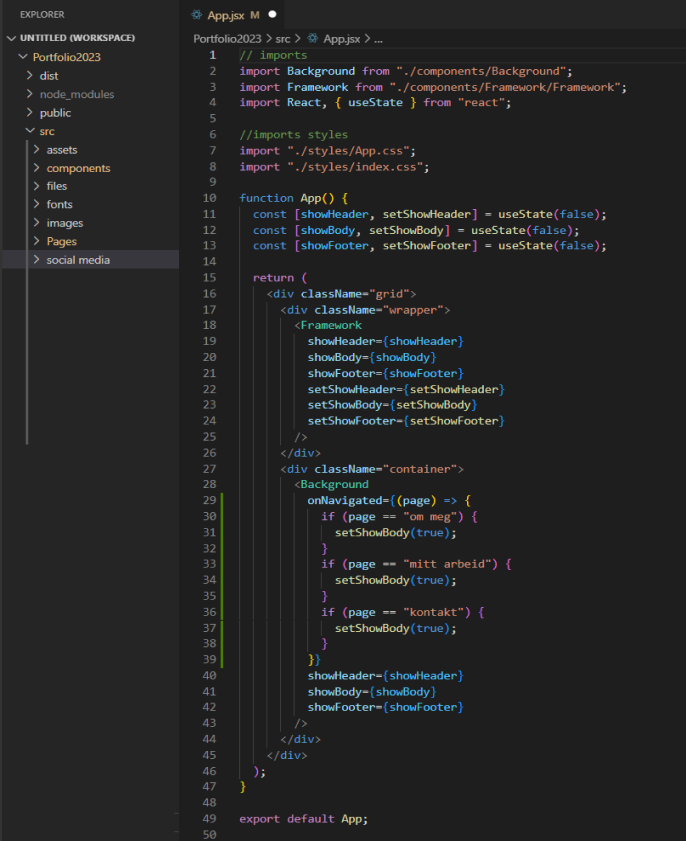 EXPLORER
UNTITLED (WORKSPACE)
Portfolio2023
dist
node_modules
public
src
assets
components
files
fonts
images
Pages
social media
App.jsx M
Portfolio2023 > src > App.jsx > ...
1 // imports
2 import Background from "./components/Background";
3 import Framework from "./components/Framework/Framework";
4 import React, { useState } from "react";
5
6 //imports styles
7 import "./styles/App.css";
8 import "./styles/index.css";
9
10 function App() {
11   const [showHeader, setShowHeader] = useState(false);
12   const [showBody, setShowBody] = useState(false);
13   const [showFooter, setShowFooter] = useState(false);
14
15   return (
16     <div className="grid">
17       <div className="wrapper">
18         <Framework
19           showHeader={showHeader}
20           showBody={showBody}
21           showFooter={showFooter}
22           setShowHeader={setShowHeader}
23           setShowBody={setShowBody}
24           setShowFooter={setShowFooter}
25         />
26       </div>
27       <div className="container">
28         <Background
29           onNavigated={(page) => {
30             if (page == "om meg") {
31               setShowBody(true);
32             }
33             if (page == "mitt arbeid") {
34               setShowBody(true);
35             }
36             if (page == "kontakt") {
37               setShowBody(true);
38             }
39           }}
40           showHeader={showHeader}
41           showBody={showBody}
42           showFooter={showFooter}
43         />
44       </div>
45     </div>
46   );
47 }
48
49 export default App;
50